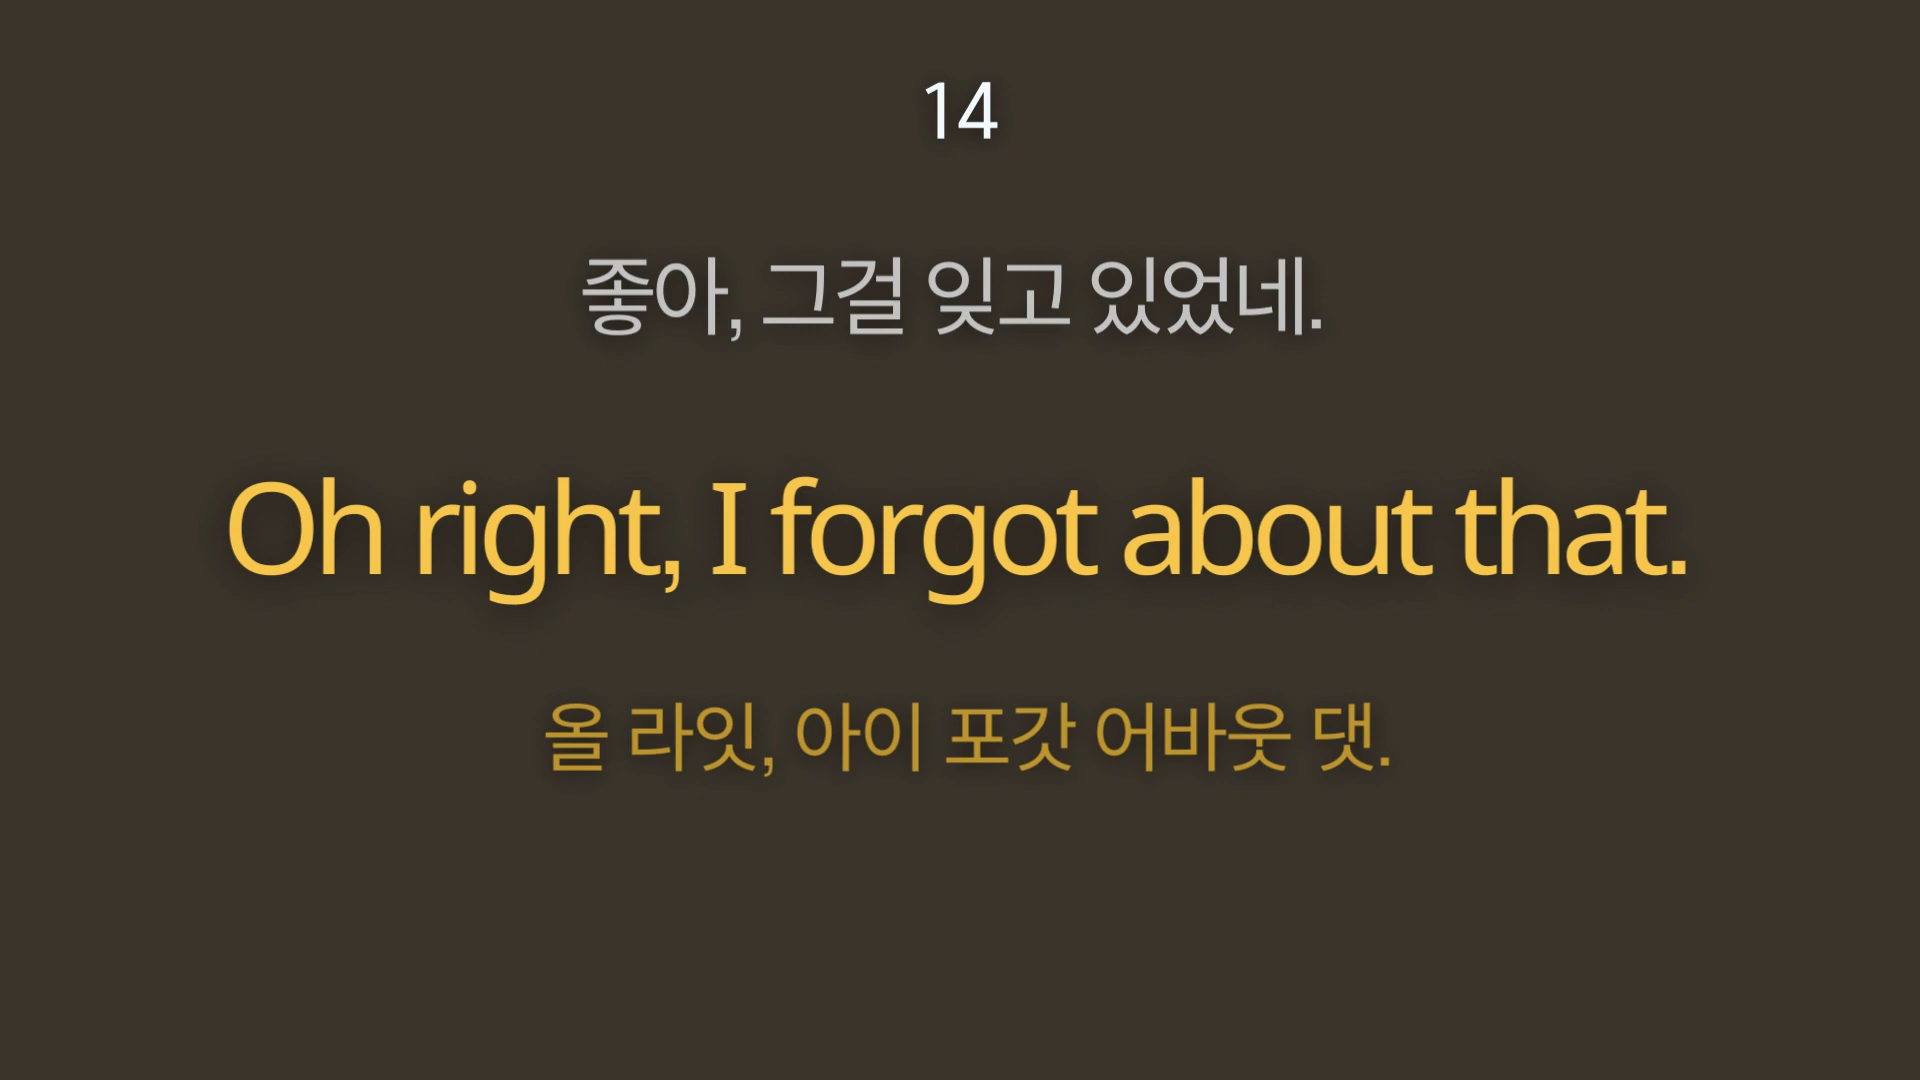 14
좋아, 그걸 잊고 있었네.
Oh right, I forgot about that.
올 라잇, 아이 포갓 어바웃 댓.